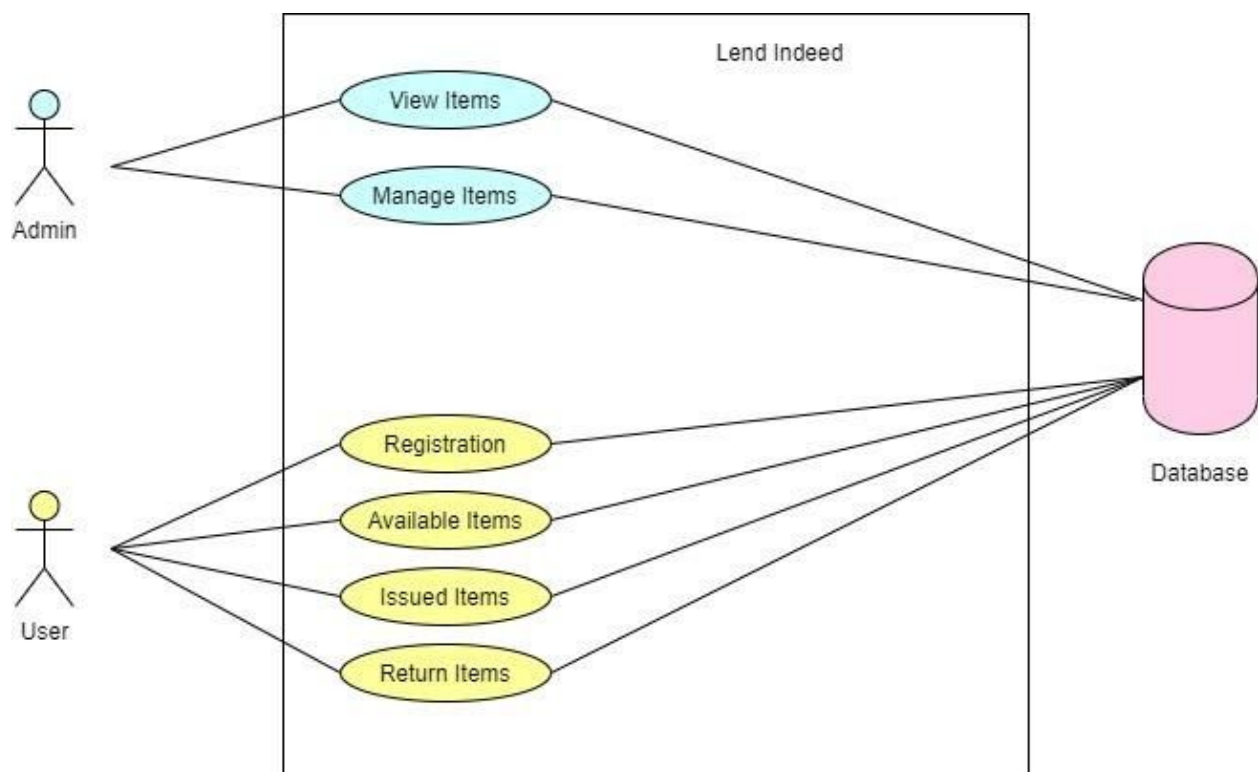 Lend Indeed
View Items
Manage Items
Admin
Database
Registration
Available Items
Issued Items
User
Return Items